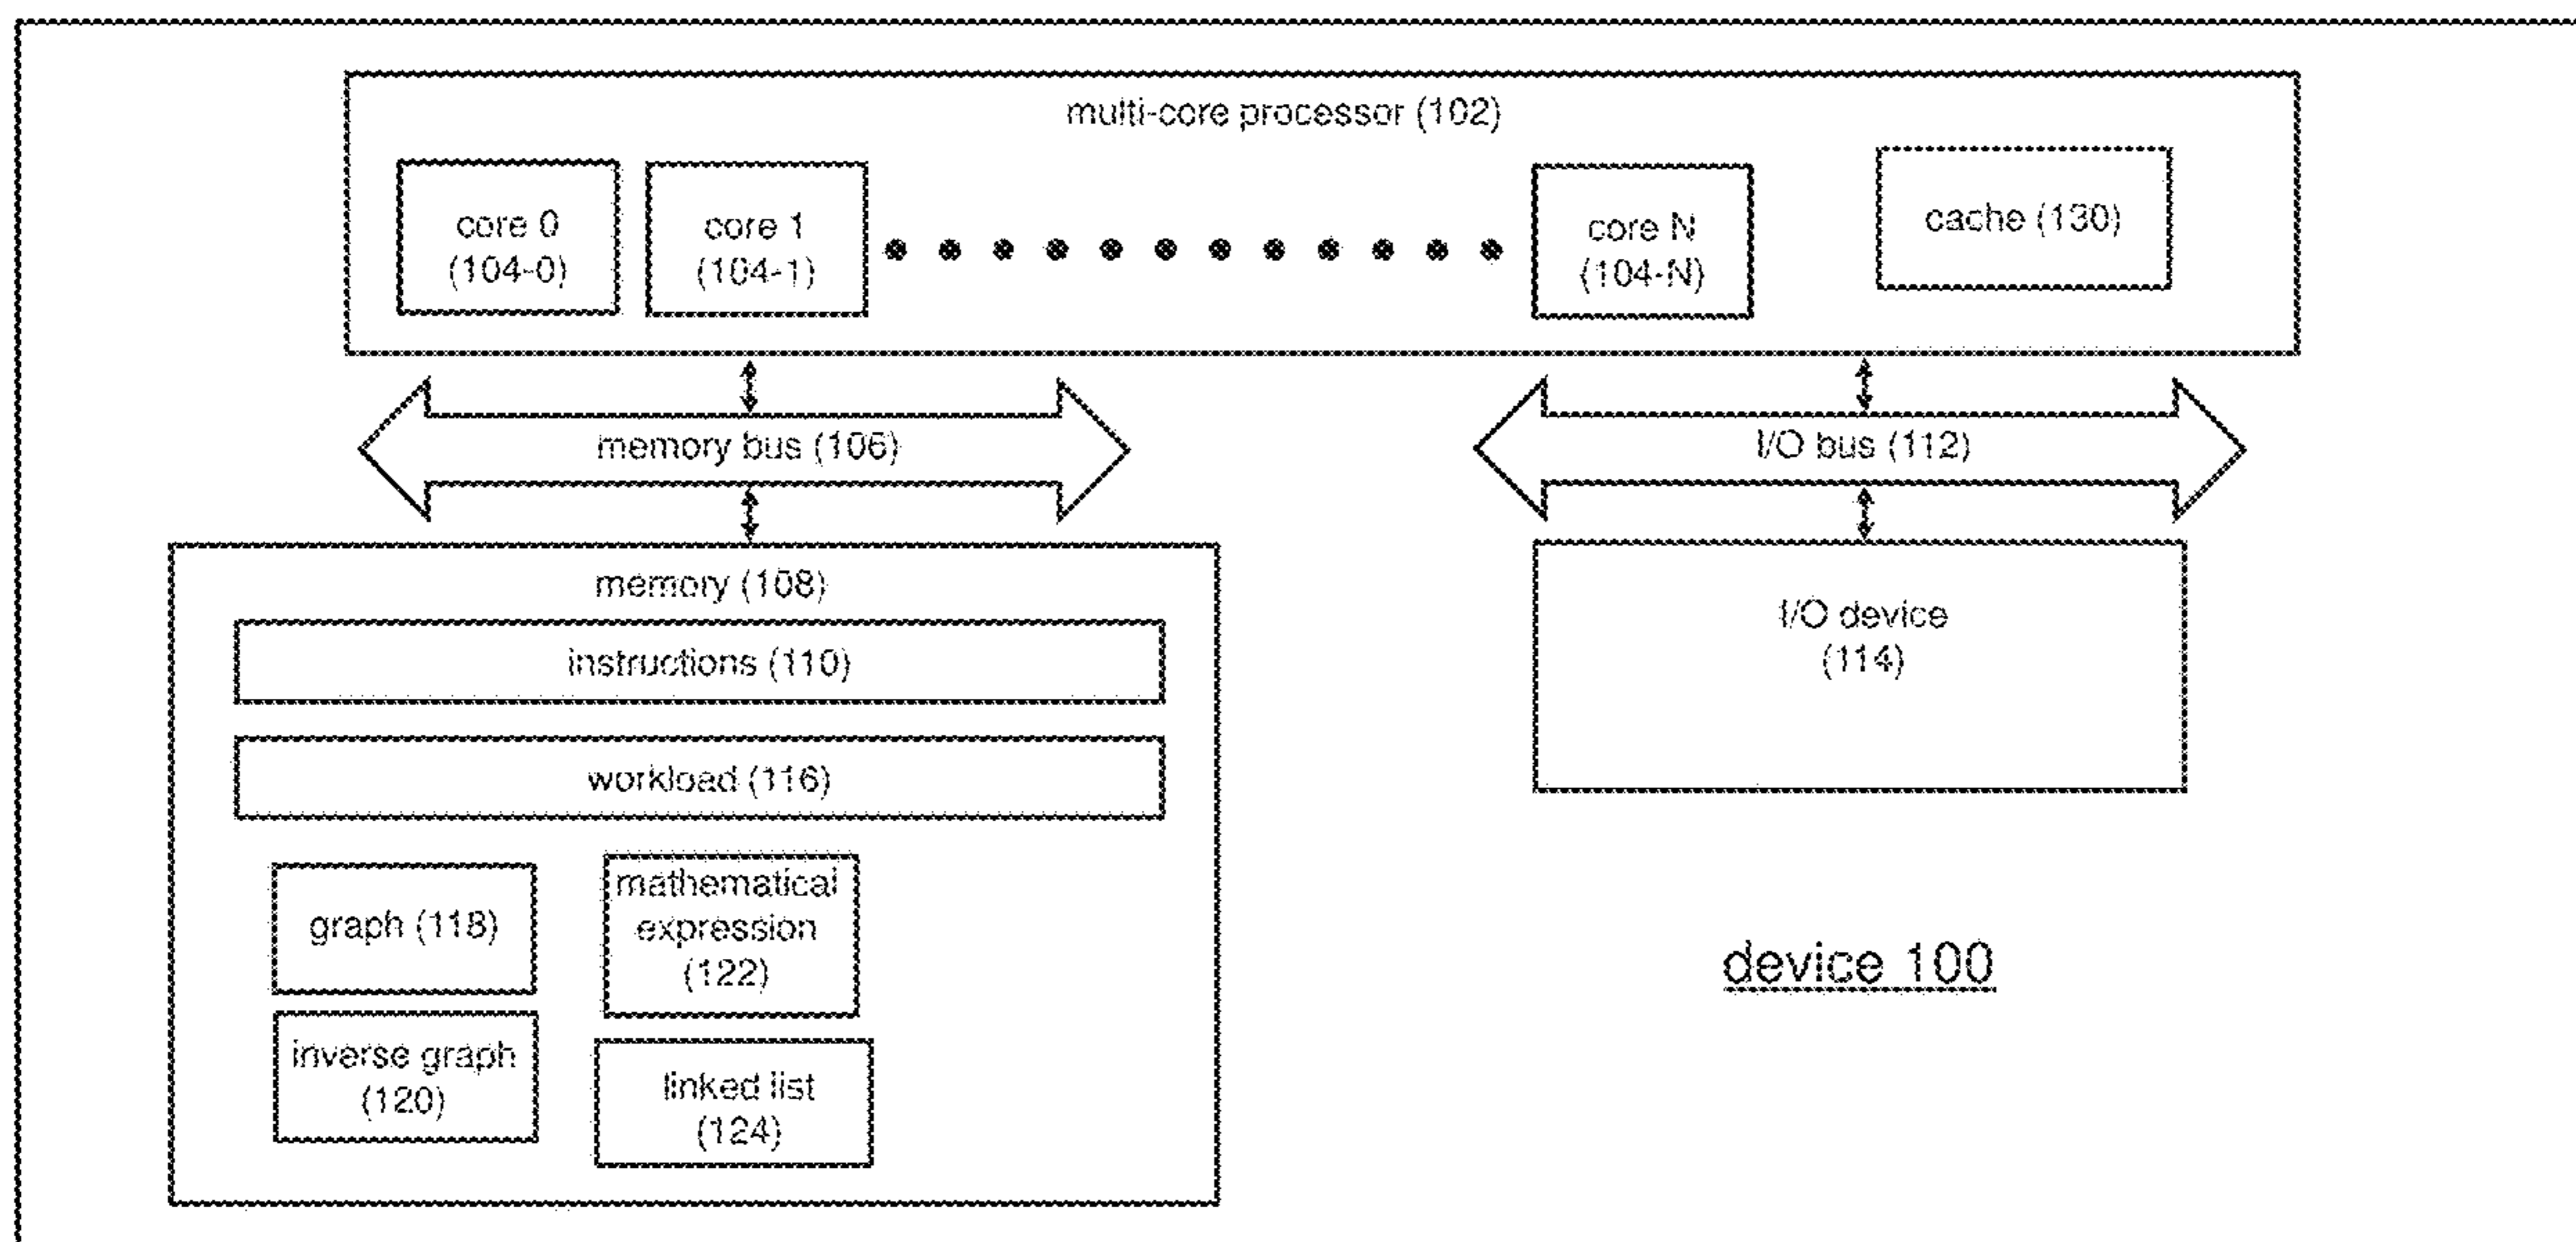 multi-core processor (102)
core 0
(104-0)
core 1
(104-1)
core N
(104-N)
cache (130)
memory bus (106)
I/O bus (112)
memory (108)
instructions (110)
workload (116)
graph (118)
mathematical
expression
(122)
inverse graph
(120)
linked list
(124)
I/O device
(114)
device 100